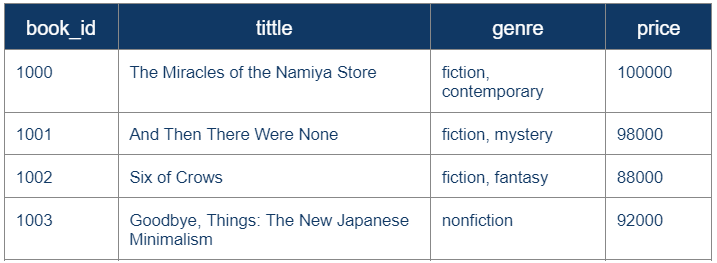 book_id tittle genre price
1000 The Miracles of the Namiya Store fiction, 100000
contemporary
1001 And Then There Were None fiction, mystery 98000
1002 Six of Crows fiction, fantasy 88000
1003 Goodbye, Things: The New Japanese nonfiction 92000
Minimalism